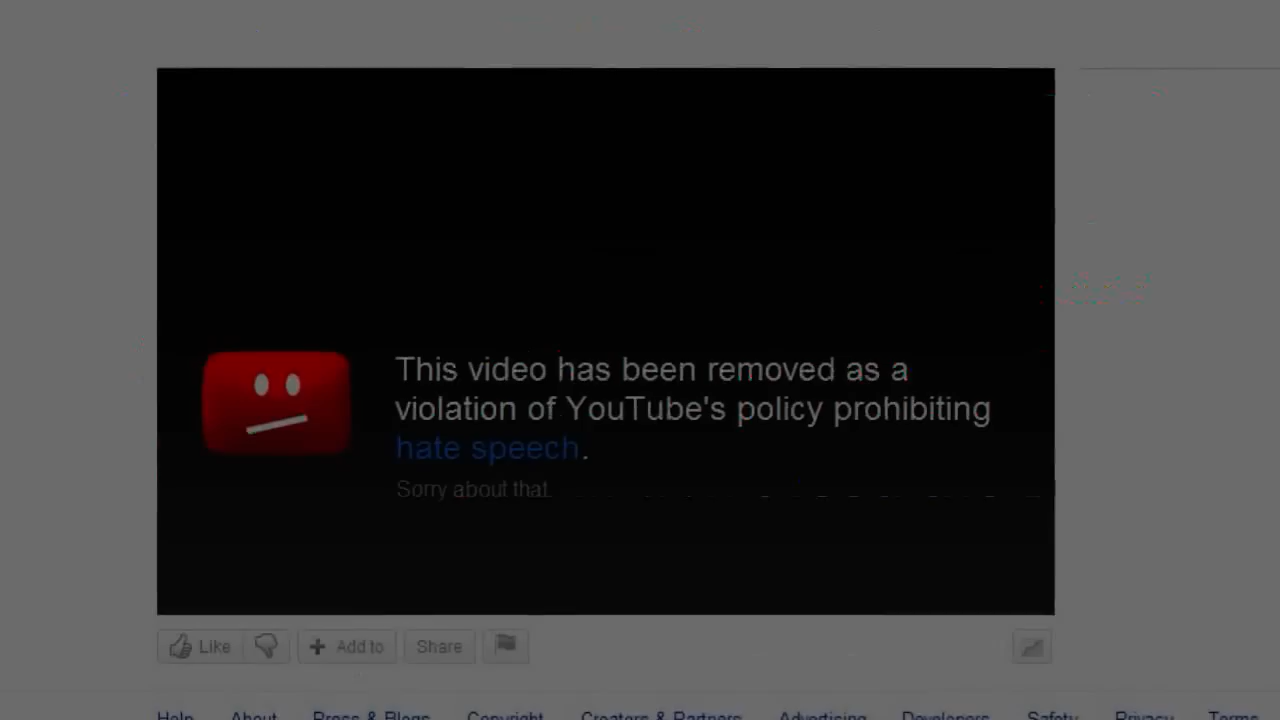 This video has been removed as a
violation of YouTube's policy prohibiting
hate speech.
Sorry about that.
Like Add to Share
Help About Press & Blogs Copyright Creators & Partners Advertising Developers Safety Privacy Terms